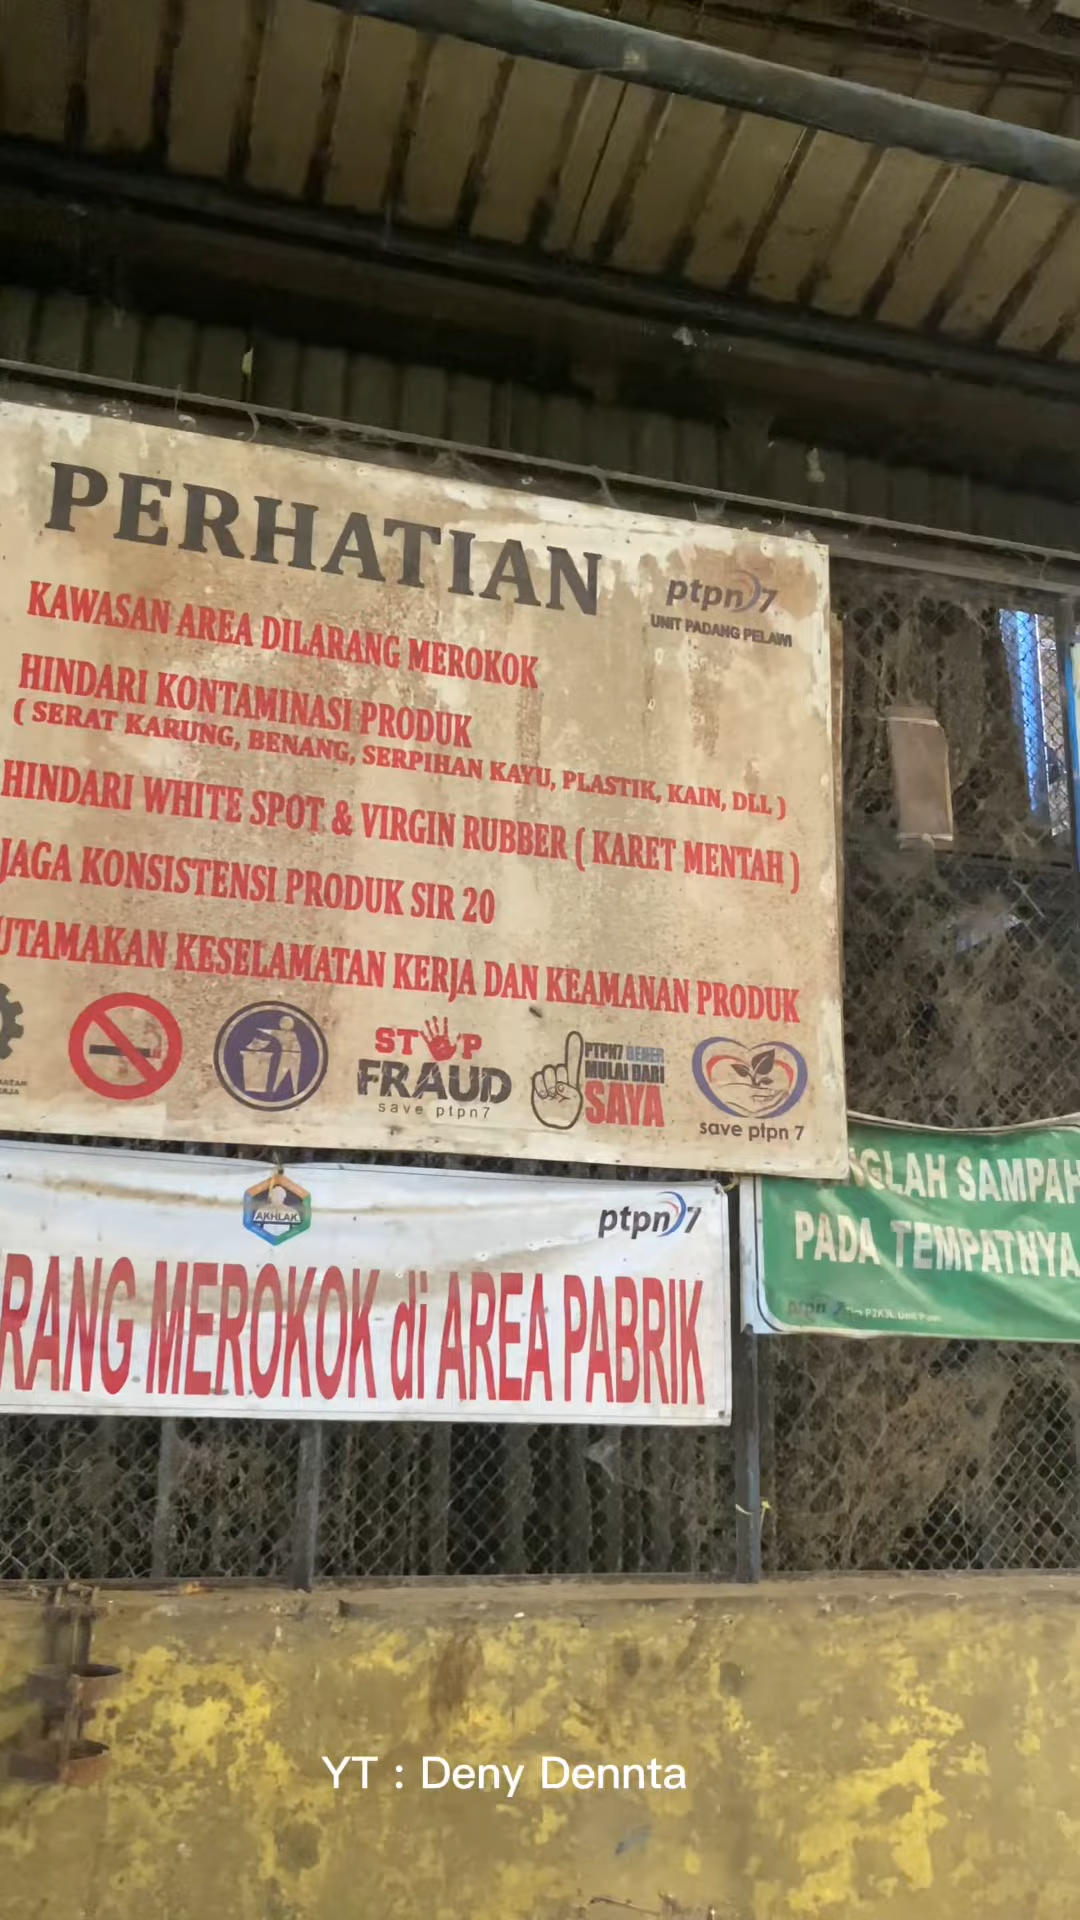 PERHATIAN
ptpn 7
UNIT PADANG PELAWI
KAWASAN AREA DILARANG MEROKOK
HINDARI KONTAMINASI PRODUK
( SERAT KARUNG, BENANG, SERPIHAN KAYU, PLASTIK, KAIN, DLL )
HINDARI WHITE SPOT & VIRGIN RUBBER ( KARET MENTAH )
JAGA KONSISTENSI PRODUK SIR 20
UTAMAKAN KESELAMATAN KERJA DAN KEAMANAN PRODUK
STOP
FRAUD
save ptpn7
PTPN7 BENER
MULAI DARI
SAYA
save ptpn 7
AKHLAK
ptpn 7
RANG MEROKOK di AREA PABRIK
NGLAH SAMPAH
PADA TEMPATNYA
ptpn 7
YT : Deny Dennta